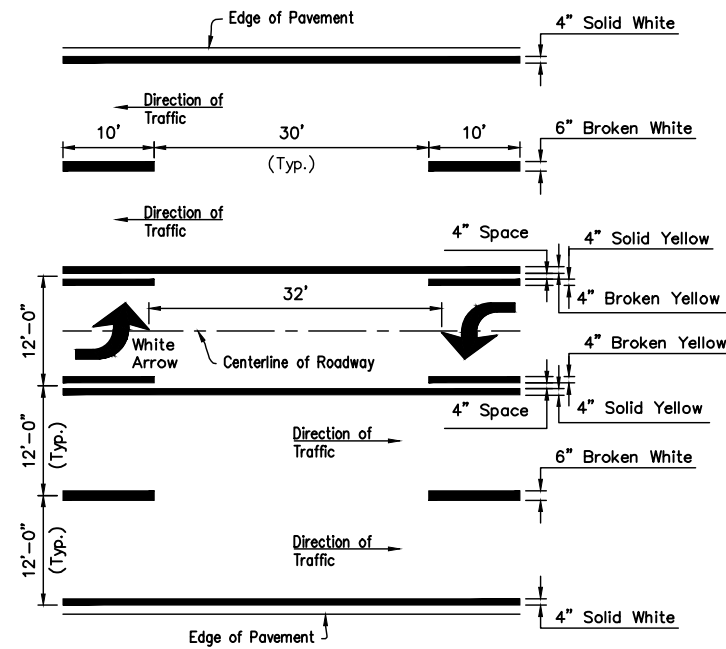 Edge of Pavement
4" Solid White
Direction of
Traffic
10'
30'
(Typ.)
10'
6" Broken White
Direction of
Traffic
4" Space
4" Solid Yellow
4" Broken Yellow
32'
12'-0"
White
Arrow
Centerline of Roadway
4" Broken Yellow
4" Space
4" Solid Yellow
12'-0"
(Typ.)
Direction of
Traffic
6" Broken White
12'-0"
(Typ.)
Direction of
Traffic
4" Solid White
Edge of Pavement